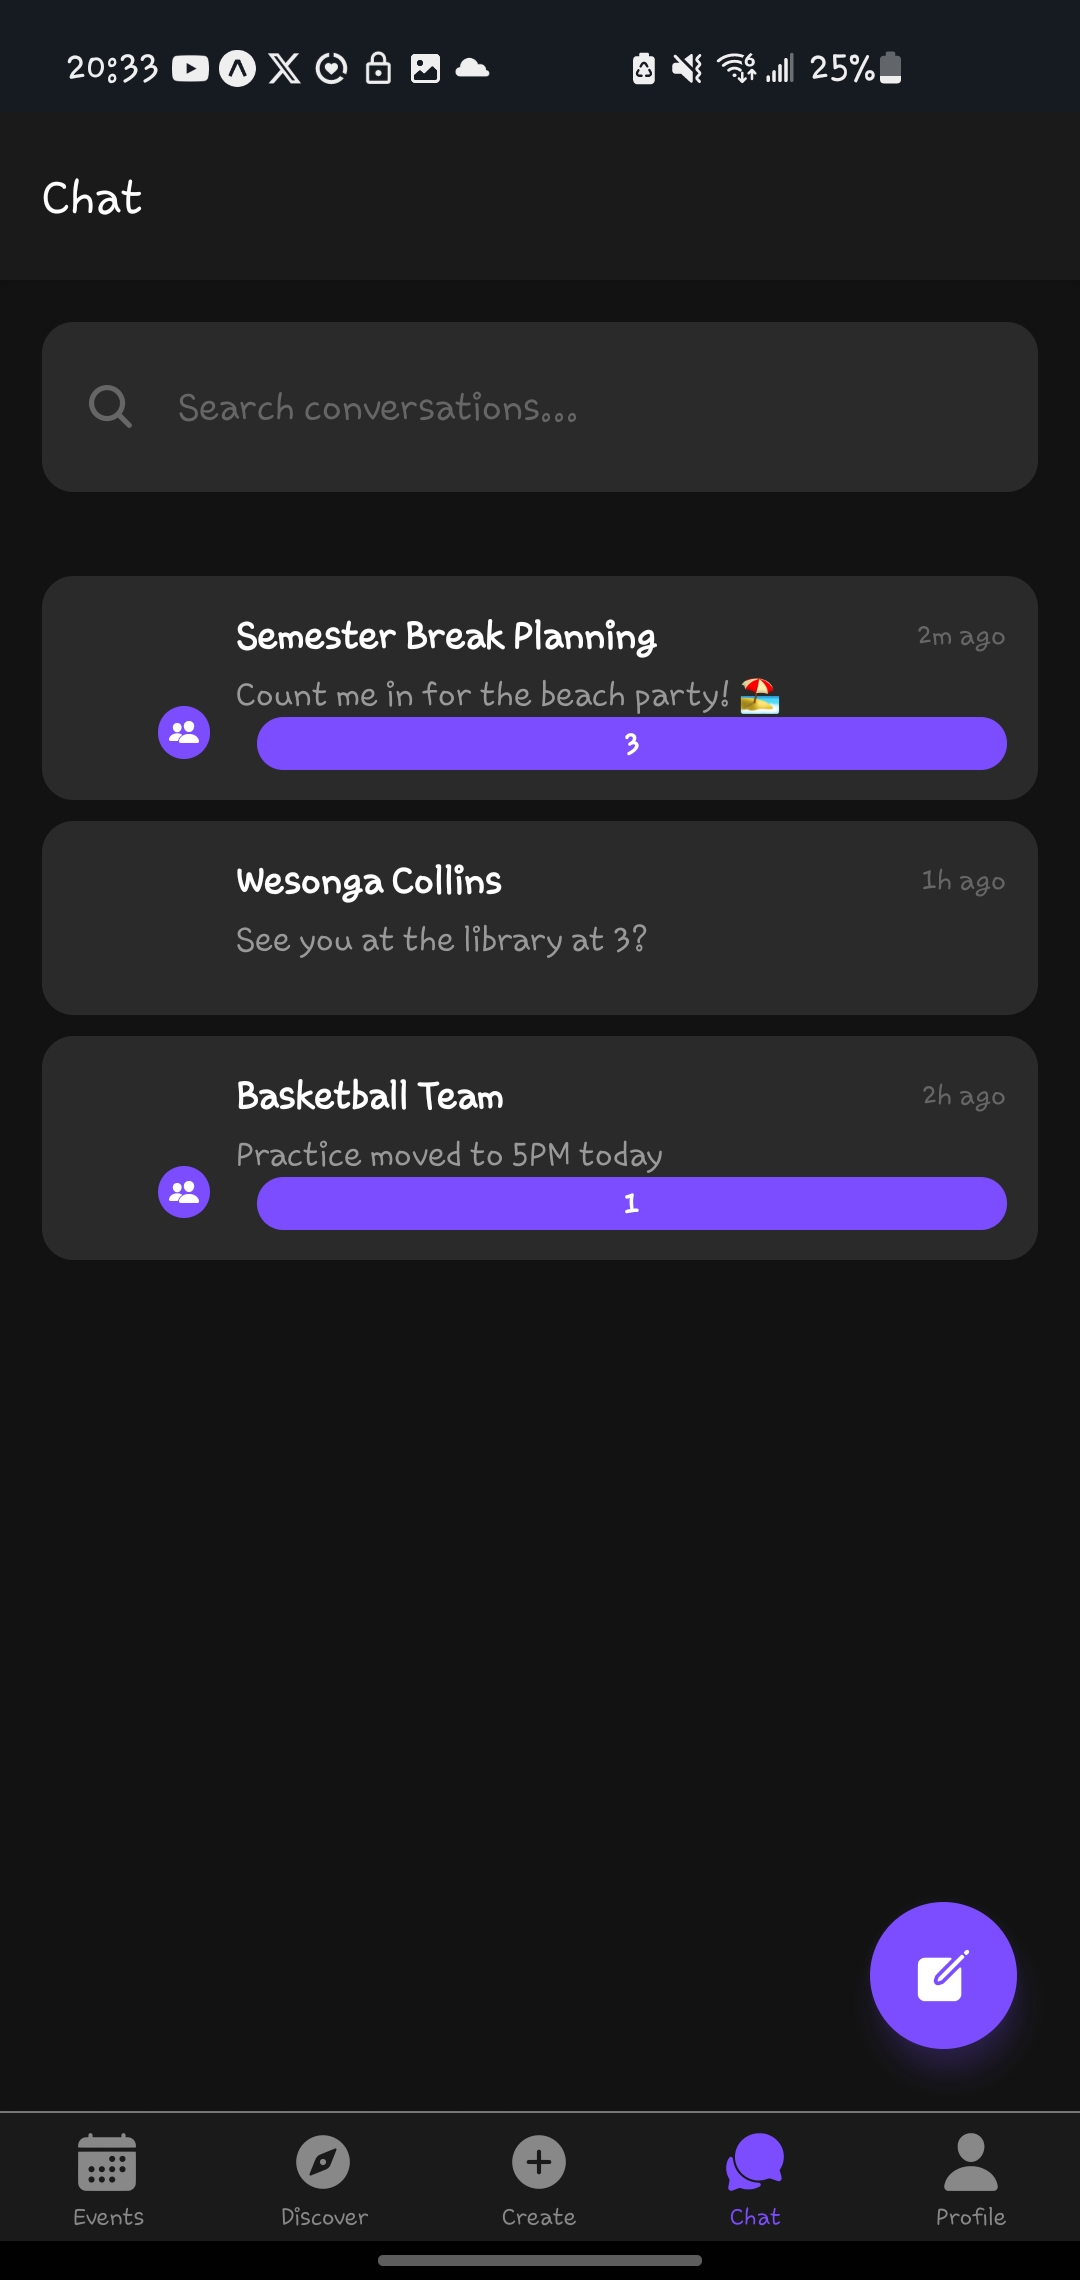 20:33 25%
Chat
Search conversations...
Semester Break Planning 2m ago
Count me in for the beach party! 🏖️
3
Wesonga Collins 1h ago
See you at the library at 3?
Basketball Team 2h ago
Practice moved to 5PM today
1
Events Discover Create Chat Profile